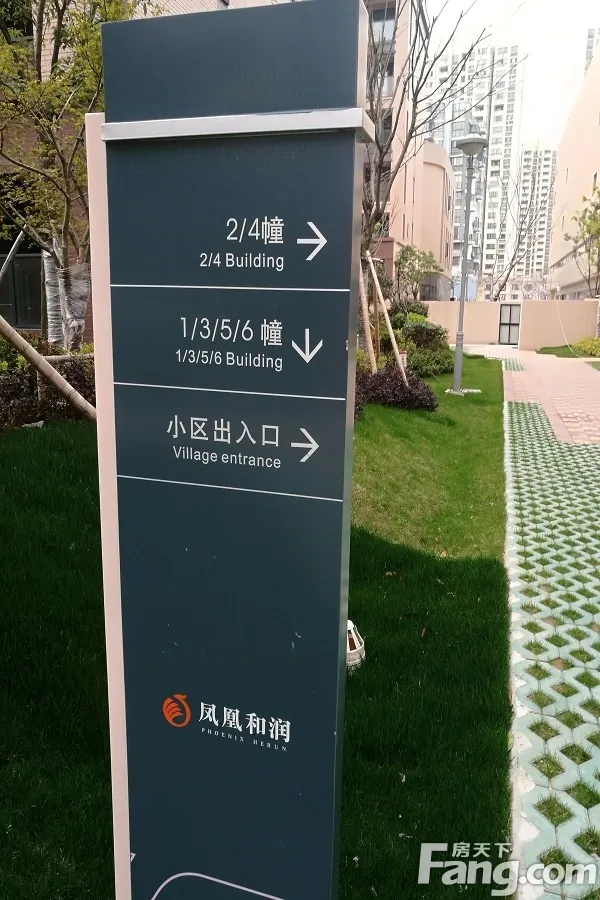 2/4幢
2/4 Building
1/3/5/6 幢
1/3/5/6 Building
小区出入口
Village entrance
凤凰和润
PHOENIX HERUN
房天下
Fang.com